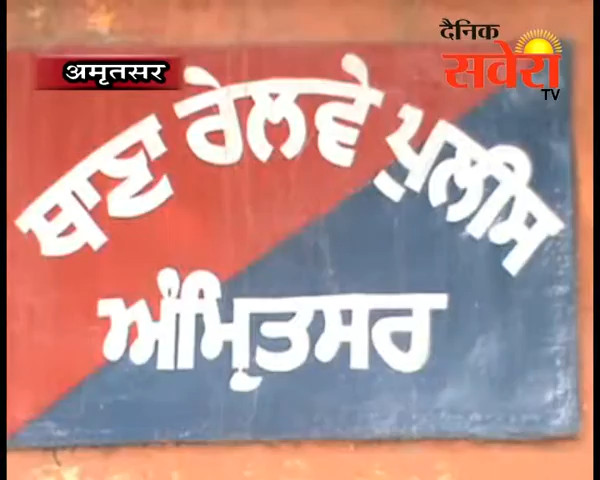 अमृतसर
दैनिक
सवेरा
TV
ਥਾਣਾ ਰੇਲਵੇ ਪੁਲੀਸ
ਅੰਮ੍ਰਿਤਸਰ